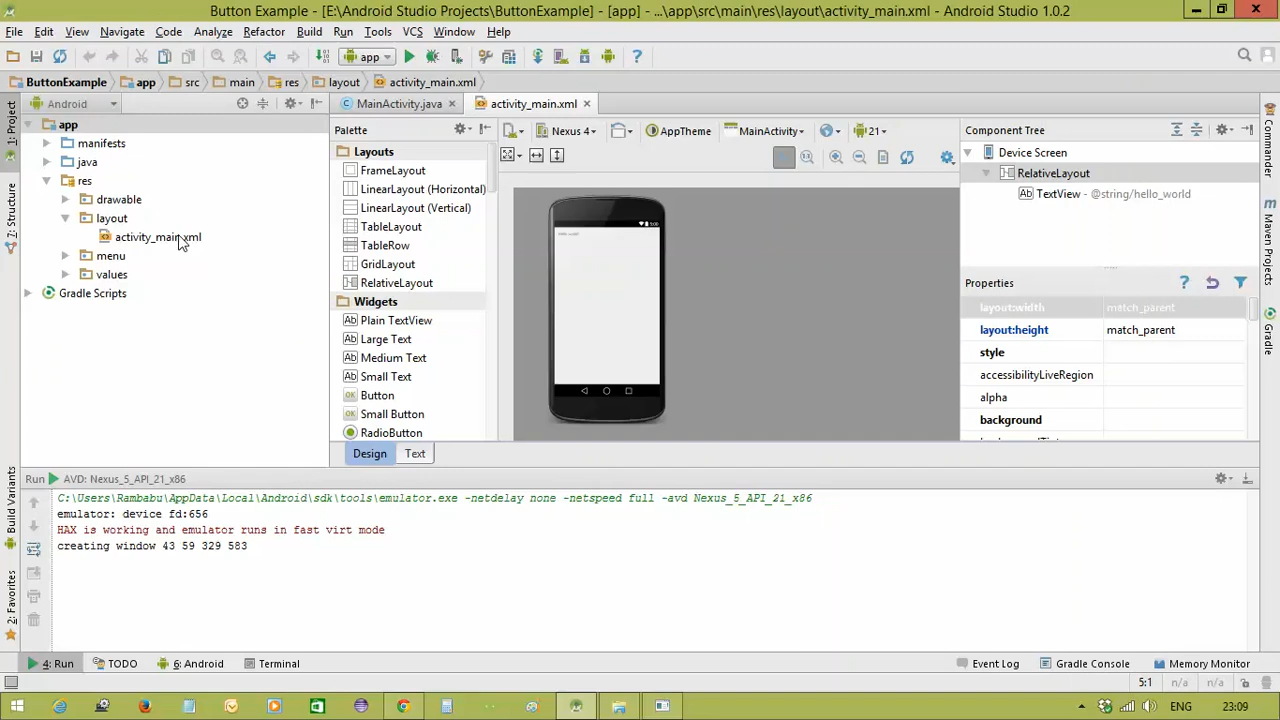 Button Example - [E:\Android Studio Projects\ButtonExample] - [app] - ...\app\src\main\res\layout\activity_main.xml - Android Studio 1.0.2
File Edit View Navigate Code Analyze Refactor Build Run Tools VCS Window Help
app
ButtonExample app src main res layout activity_main.xml
1: Project
Z: Structure
Build Variants
2: Favorites
Android
app
manifests
java
res
drawable
layout
activity_main.xml
menu
values
Gradle Scripts
MainActivity.java activity_main.xml
Palette
Layouts
FrameLayout
LinearLayout (Horizontal)
LinearLayout (Vertical)
TableLayout
TableRow
GridLayout
RelativeLayout
Widgets
Ab Plain TextView
Ab Large Text
Ab Medium Text
Ab Small Text
OK Button
OK Small Button
RadioButton
Design Text
Nexus 4 AppTheme MainActivity 21
Component Tree
Device Screen
RelativeLayout
Ab TextView - @string/hello_world
Properties
layout:width match_parent
layout:height match_parent
style
accessibilityLiveRegion
alpha
background
Commander
Maven Projects
Gradle
Run AVD: Nexus_5_API_21_x86
C:\Users\Rambabu\AppData\Local\Android\sdk\tools\emulator.exe -netdelay none -netspeed full -avd Nexus_5_API_21_x86
emulator: device fd:656
HAX is working and emulator runs in fast virt mode
creating window 43 59 329 583
4: Run TODO 6: Android Terminal Event Log Gradle Console Memory Monitor
5:1 n/a n/a
ENG 23:09